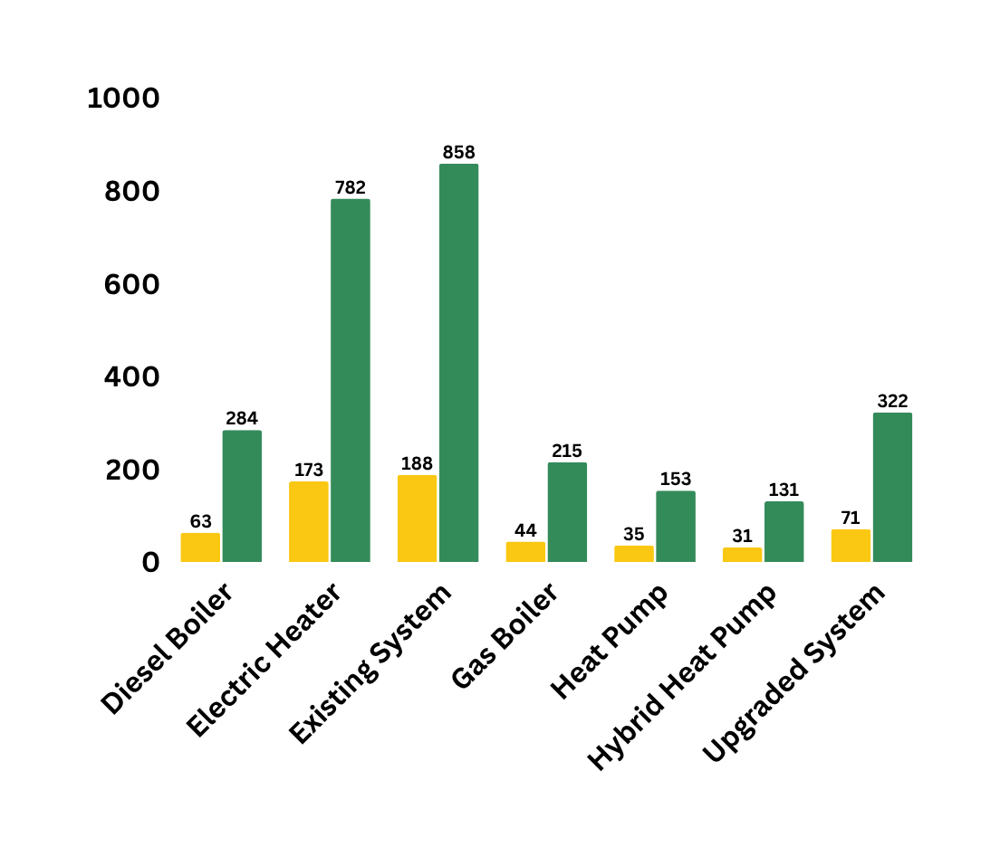 1000
800
600
400
200
0
63
284
173
782
188
858
44
215
35
153
31
131
71
322
Diesel Boiler
Electric Heater
Existing System
Gas Boiler
Heat Pump
Hybrid Heat Pump
Upgraded System